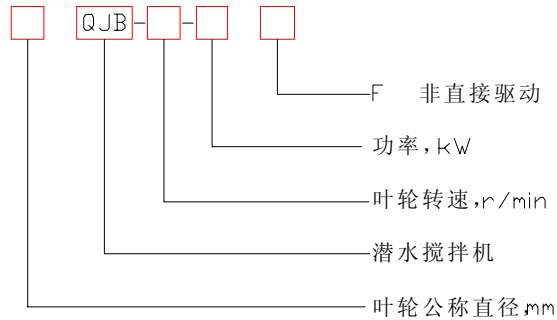 QJB--
F 非直接驱动
功率,kW
叶轮转速,r/min
潜水搅拌机
叶轮公称直径,mm